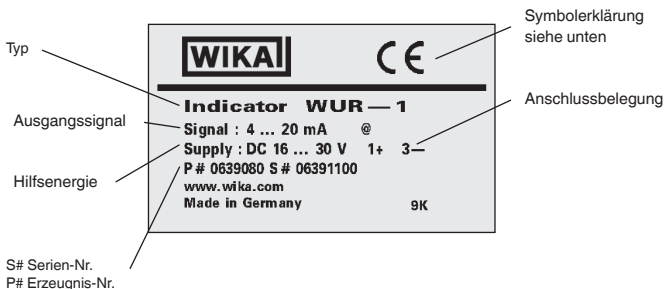 Symbolerklärung
siehe unten
Typ
WIKA
CE
Indicator WUR — 1
Anschlussbelegung
Ausgangssignal
Signal : 4 ... 20 mA @
Supply : DC 16 ... 30 V 1+ 3—
P # 0639080 S # 06391100
Hilfsenergie
www.wika.com
Made in Germany 9K
S# Serien-Nr.
P# Erzeugnis-Nr.